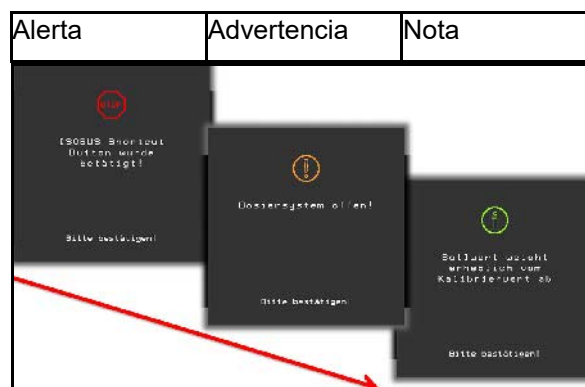 Alerta
Advertencia
Nota
STOP
ISOBUS Shortcut
Button wurde
betätigt!
Bitte bestätigen!
Dosiersystem offen!
Bitte bestätigen!
Sollwert weicht
erheblich vom
Kalibrierwert ab
Bitte bestätigen!